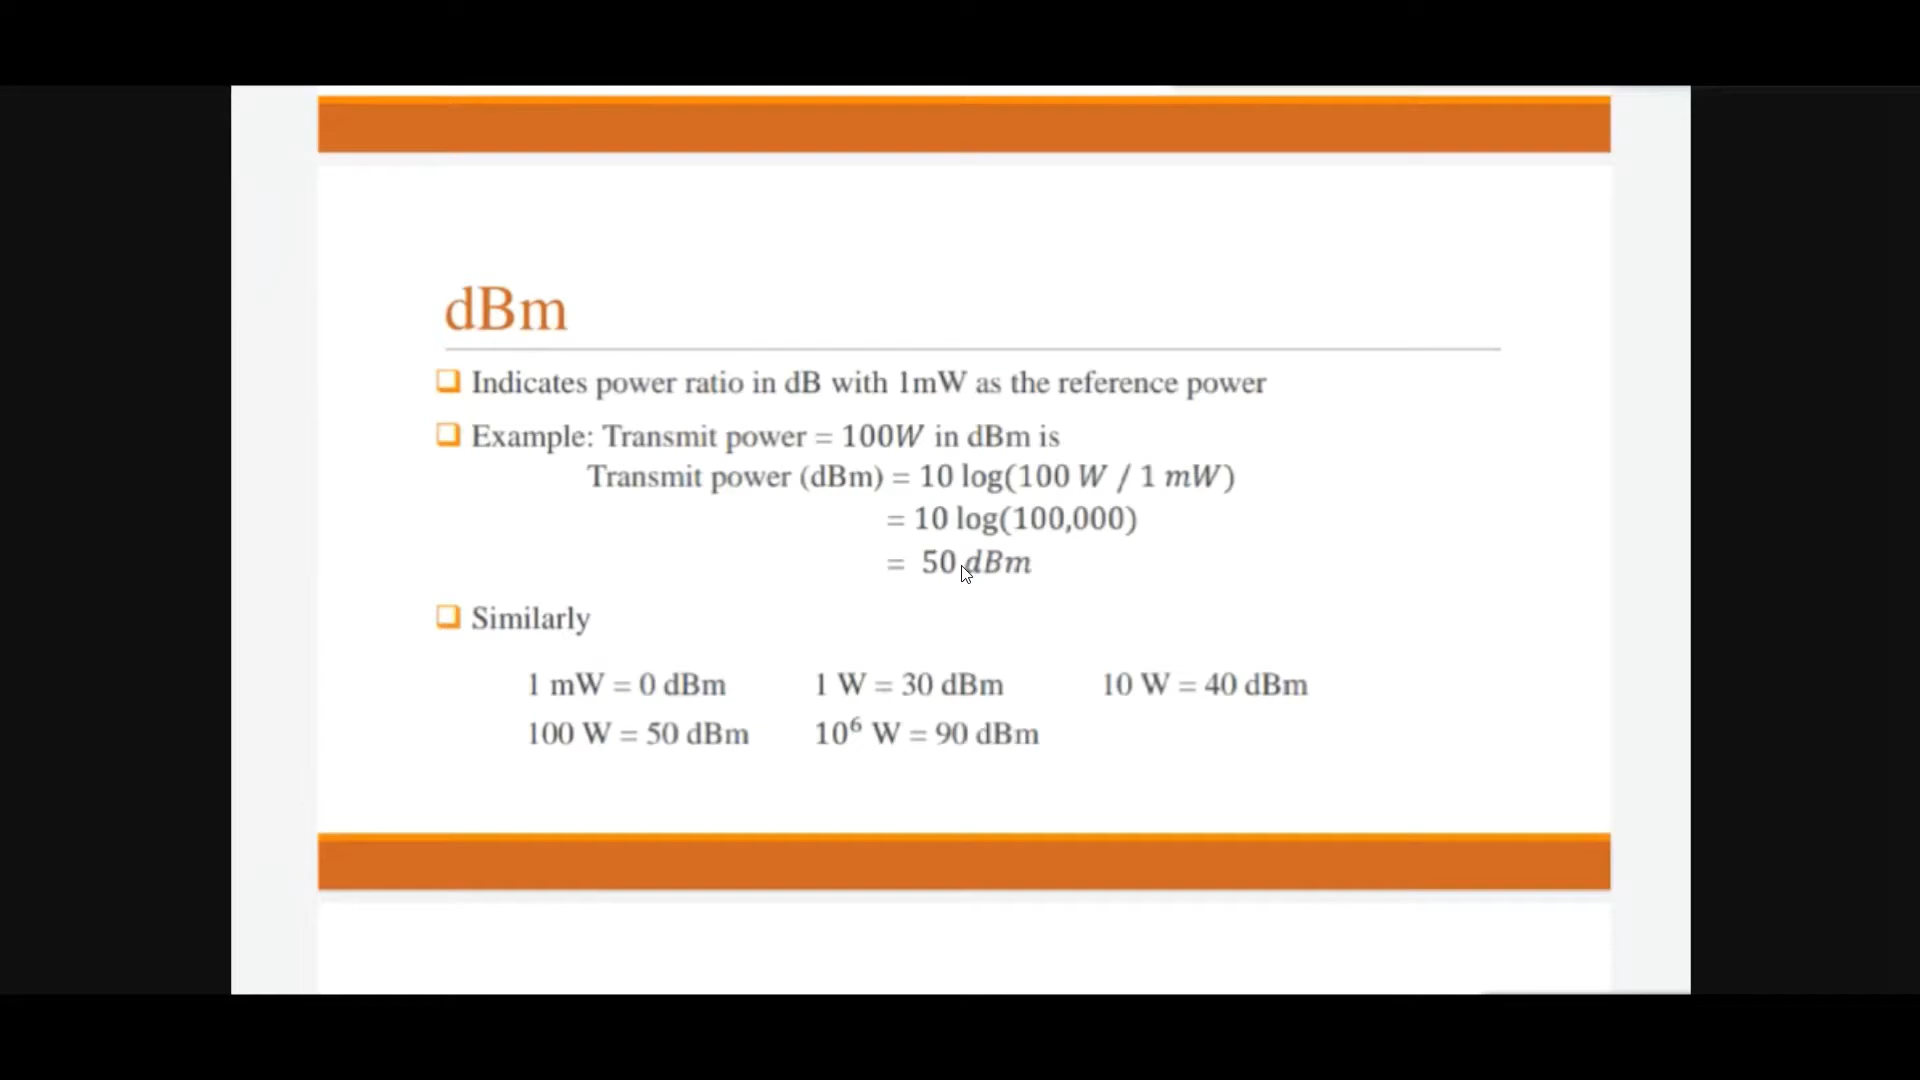 dBm
Indicates power ratio in dB with 1mW as the reference power
Example: Transmit power = 100W in dBm is
Transmit power (dBm) = 10 log(100 W / 1 mW)
= 10 log(100,000)
= 50 dBm
Similarly
1 mW = 0 dBm 1 W = 30 dBm 10 W = 40 dBm
100 W = 50 dBm 10⁶ W = 90 dBm